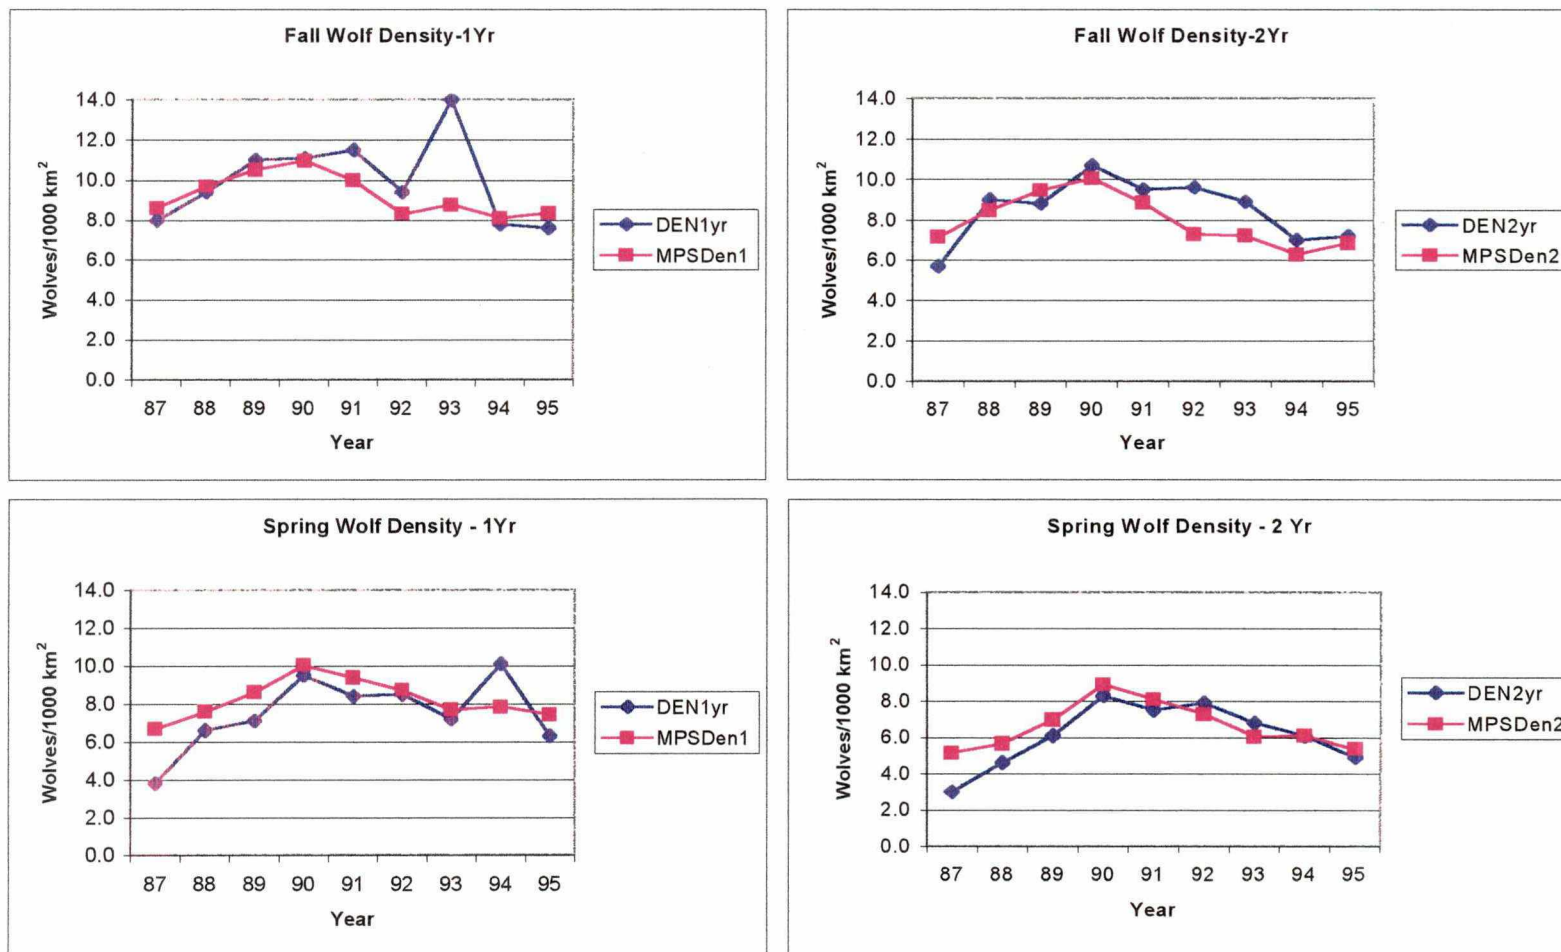 Fall Wolf Density-1Yr
14.0
12.0
10.0
8.0
6.0
4.0
2.0
0.0
Wolves/1000 km²
87 88 89 90 91 92 93 94 95
Year
DEN1yr
MPSDen1
Fall Wolf Density-2Yr
14.0
12.0
10.0
8.0
6.0
4.0
2.0
0.0
Wolves/1000 km²
87 88 89 90 91 92 93 94 95
Year
DEN2yr
MPSDen2
Spring Wolf Density - 1Yr
14.0
12.0
10.0
8.0
6.0
4.0
2.0
0.0
Wolves/1000 km²
87 88 89 90 91 92 93 94 95
Year
DEN1yr
MPSDen1
Spring Wolf Density - 2 Yr
14.0
12.0
10.0
8.0
6.0
4.0
2.0
0.0
Wolves/1000 km²
87 88 89 90 91 92 93 94 95
Year
DEN2yr
MPSDen2